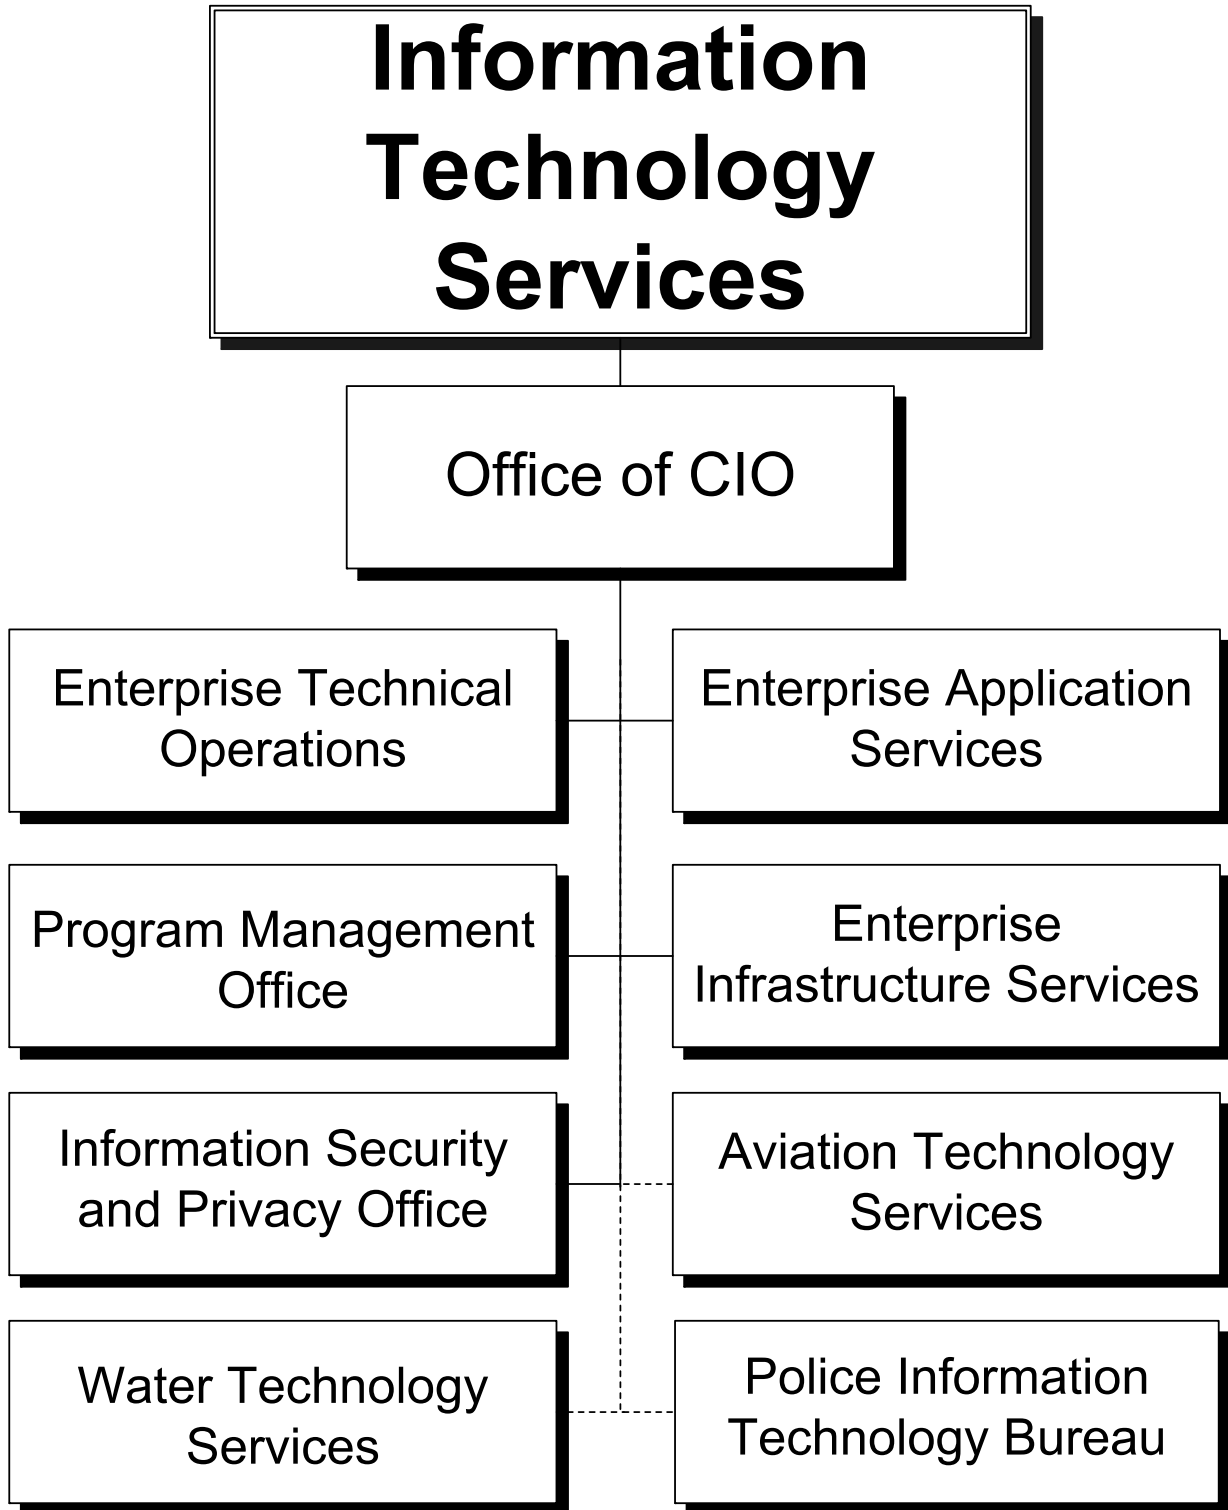 Information
Technology
Services
Office of CIO
Enterprise Technical
Operations
Enterprise Application
Services
Program Management
Office
Enterprise
Infrastructure Services
Information Security
and Privacy Office
Aviation Technology
Services
Water Technology
Services
Police Information
Technology Bureau